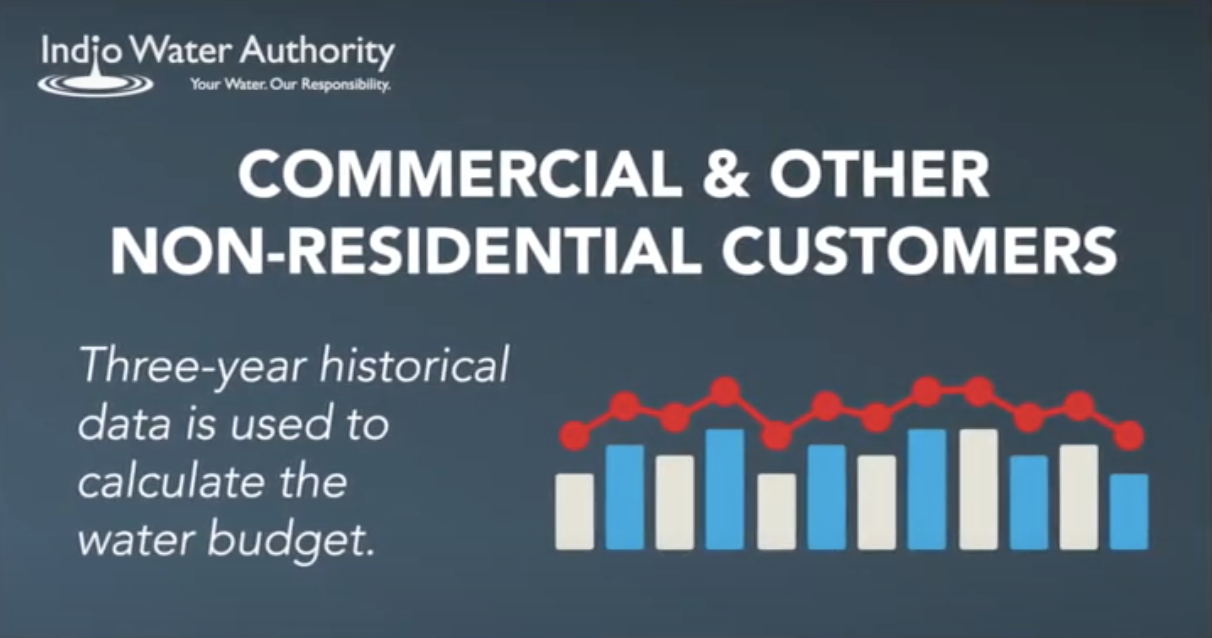 Indio Water Authority
Your Water. Our Responsibility.
COMMERCIAL & OTHER
NON-RESIDENTIAL CUSTOMERS
Three-year historical
data is used to
calculate the
water budget.